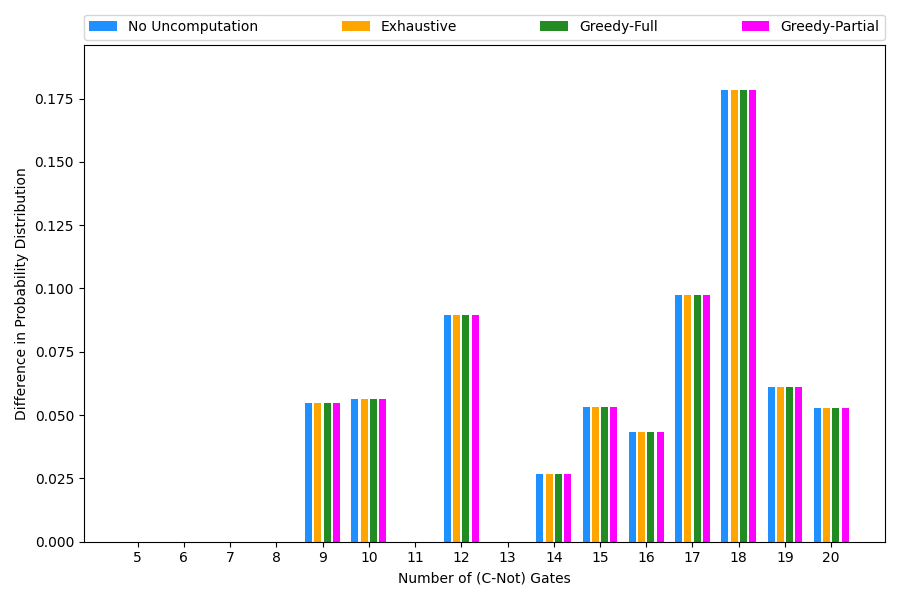 No Uncomputation Exhaustive Greedy-Full Greedy-Partial
Difference in Probability Distribution
0.175
0.150
0.125
0.100
0.075
0.050
0.025
0.000
5 6 7 8 9 10 11 12 13 14 15 16 17 18 19 20
Number of (C-Not) Gates